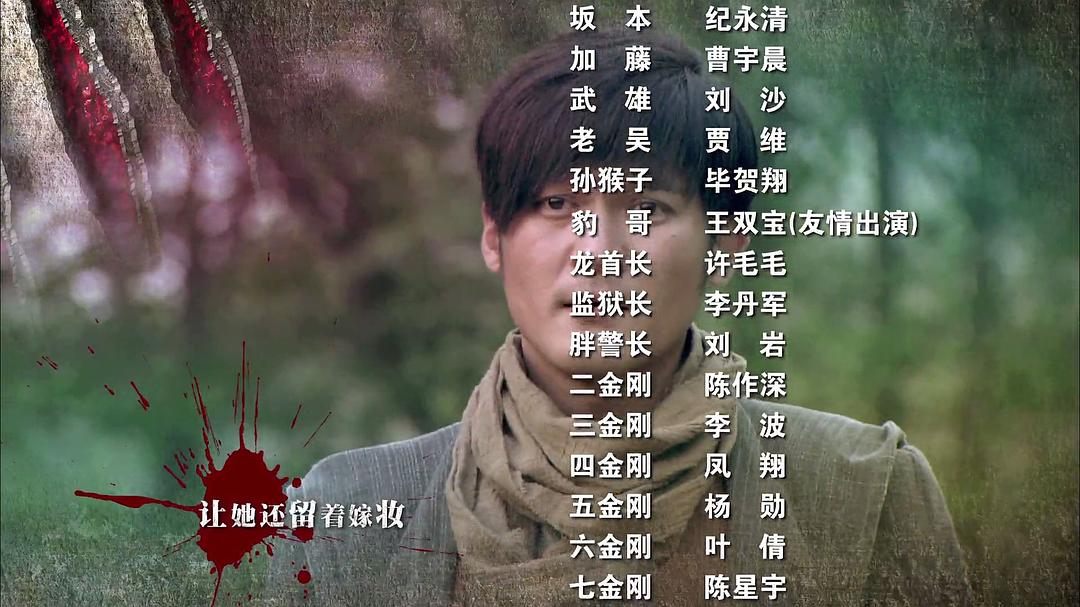 坂本 纪永清
加藤 曹宇晨
武雄 刘沙
老吴 贾维
孙猴子 毕贺翔
豹哥 王双宝(友情出演)
龙首长 许毛毛
监狱长 李丹军
胖警长 刘岩
二金刚 陈作深
三金刚 李波
四金刚 凤翔
五金刚 杨勋
六金刚 叶倩
七金刚 陈星宇
让她还留着嫁妆